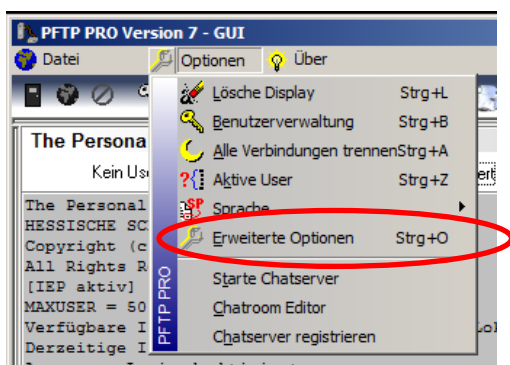 PFTP PRO Version 7 - GUI
Datei Optionen Über
Lösche Display Strg+L
Benutzerverwaltung Strg+B
Alle Verbindungen trennen Strg+A
Aktive User Strg+Z
Sprache
Erweiterte Optionen Strg+O
Starte Chatserver
Chatroom Editor
Chatserver registrieren
PFTP PRO
The Persona
Kein Us
The Personal
HESSISCHE SC
Copyright (c
All Rights R
[IEP aktiv]
MAXUSER = 50
Verfügbare I
Derzeitige I